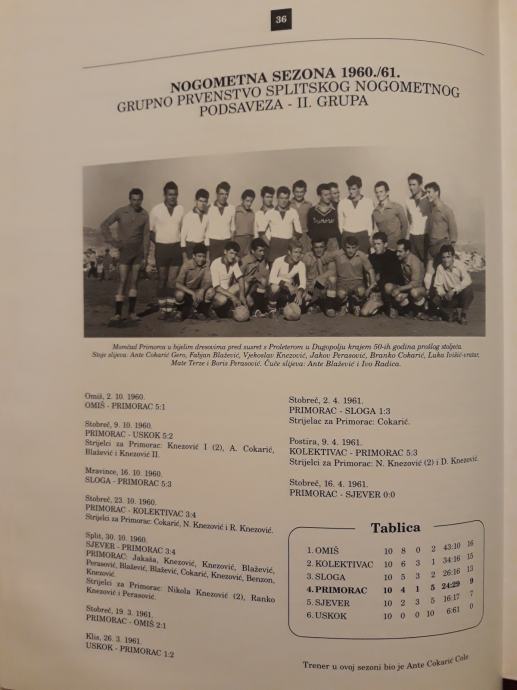 36
NOGOMETNA SEZONA 1960./61.
GRUPNO PRVENSTVO SPLITSKOG NOGOMETNOG
PODSAVEZA - II. GRUPA
Momčad Primorca u bijelim dresovima pred susret s Proleterom u Dugopolju krajem 50-ih godina prošlog stoljeća.
Stoje slijeva: Ante Cokarić Gero, Fabjan Blažević, Vjekoslav Knezović, Jakov Perasović, Branko Cokarić, Luka Ivišić-vratar,
Mate Terze i Boris Perasović. Čuče slijeva: Ante Blažević i Ivo Radica.
Omiš, 2. 10. 1960.
OMIŠ - PRIMORAC 5:1
Stobreč, 9. 10. 1960.
PRIMORAC - USKOK 5:2
Strijelci za Primorac: Knezović I (2), A. Cokarić,
Blažević i Knezović II.
Mravince, 16. 10. 1960.
SLOGA - PRIMORAC 5:3
Stobreč, 23. 10. 1960.
PRIMORAC - KOLEKTIVAC 3:4
Strijelci za Primorac: Cokarić, N. Knezović i R. Knezović.
Split, 30. 10. 1960.
SJEVER - PRIMORAC 3:4
PRIMORAC: Jakaša, Knezović, Knezović, Blažević,
Perasović, Blažević, Blažević, Cokarić, Knezović, Benzon,
Knezović.
Strijelci za Primorac: Nikola Knezović (2), Ranko
Knezović i Perasović.
Stobreč, 19. 3. 1961.
PRIMORAC - OMIŠ 2:1
Klis, 26. 3. 1961.
USKOK - PRIMORAC 1:2
Stobreč, 2. 4. 1961.
PRIMORAC - SLOGA 1:3
Strijelac za Primorac: Cokarić.
Postira, 9. 4. 1961.
KOLEKTIVAC - PRIMORAC 5:3
Strijelci za Primorac: N. Knezović (2) i D. Knezović.
Stobreč, 16. 4. 1961.
PRIMORAC - SJEVER 0:0
Tablica
1. OMIŠ 10 8 0 2 43:10 16
2. KOLEKTIVAC 10 6 3 1 34:16 15
3. SLOGA 10 5 3 2 26:16 13
4. PRIMORAC 10 4 1 5 24:29 9
5. SJEVER 10 2 3 5 16:17 7
6. USKOK 10 0 0 10 6:61 0
Trener u ovoj sezoni bio je Ante Cokarić Cole